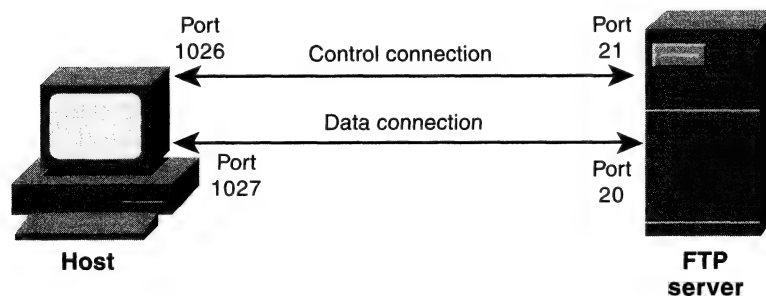 Port
1026
Control connection
Port
21
Data connection
Port
1027
Port
20
Host
FTP
server